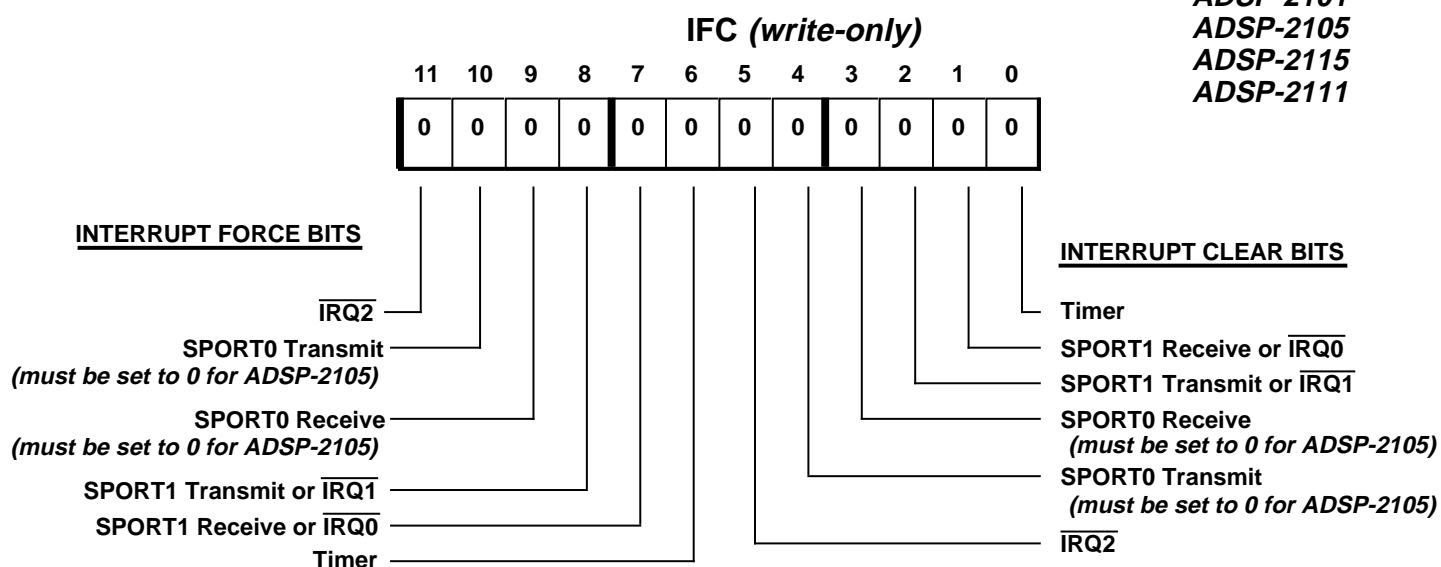 ADSP-2101
IFC (write-only)
ADSP-2105
ADSP-2115
ADSP-2111
11 10 9 8 7 6 5 4 3 2 1 0
0 0 0 0 0 0 0 0 0 0 0 0
INTERRUPT FORCE BITS
IRQ2
SPORT0 Transmit
(must be set to 0 for ADSP-2105)
SPORT0 Receive
(must be set to 0 for ADSP-2105)
SPORT1 Transmit or IRQ1
SPORT1 Receive or IRQ0
Timer
INTERRUPT CLEAR BITS
Timer
SPORT1 Receive or IRQ0
SPORT1 Transmit or IRQ1
SPORT0 Receive
(must be set to 0 for ADSP-2105)
SPORT0 Transmit
(must be set to 0 for ADSP-2105)
IRQ2